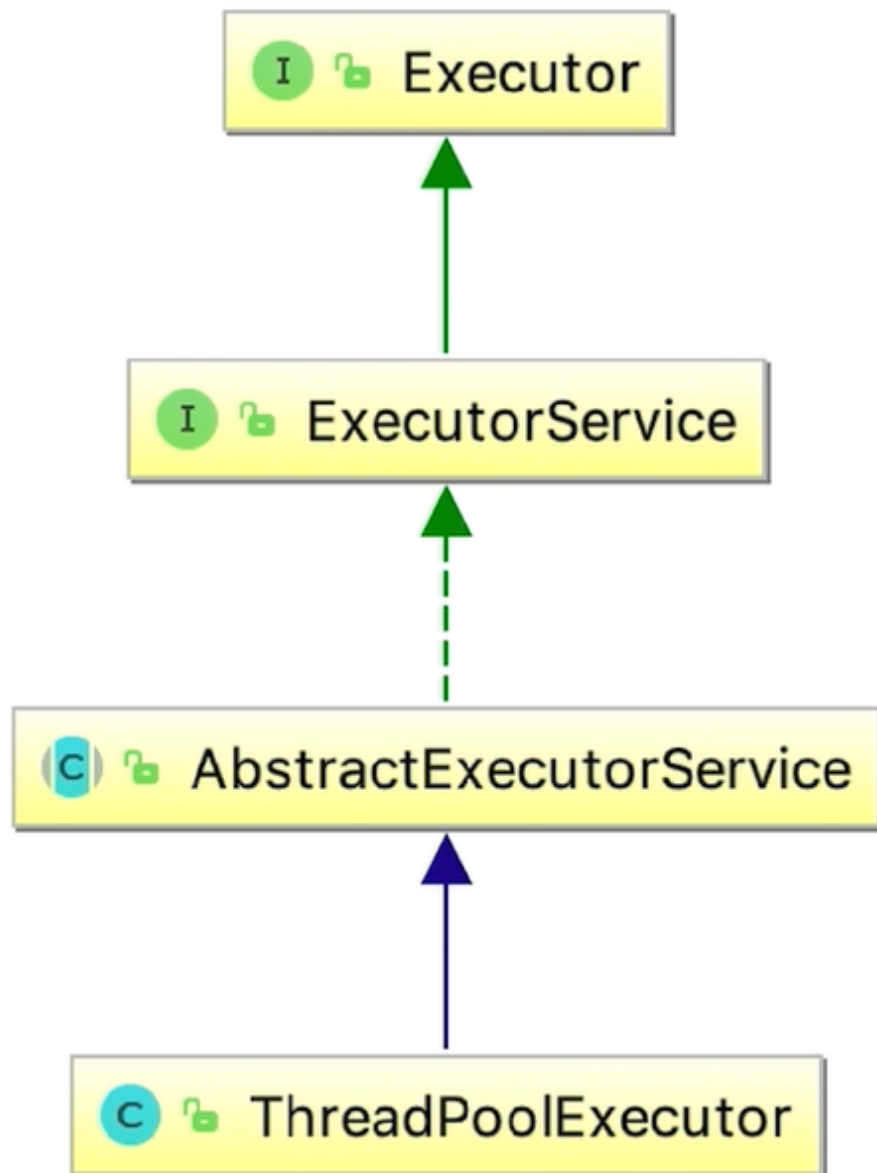 I Executor
I ExecutorService
C AbstractExecutorService
C ThreadPoolExecutor